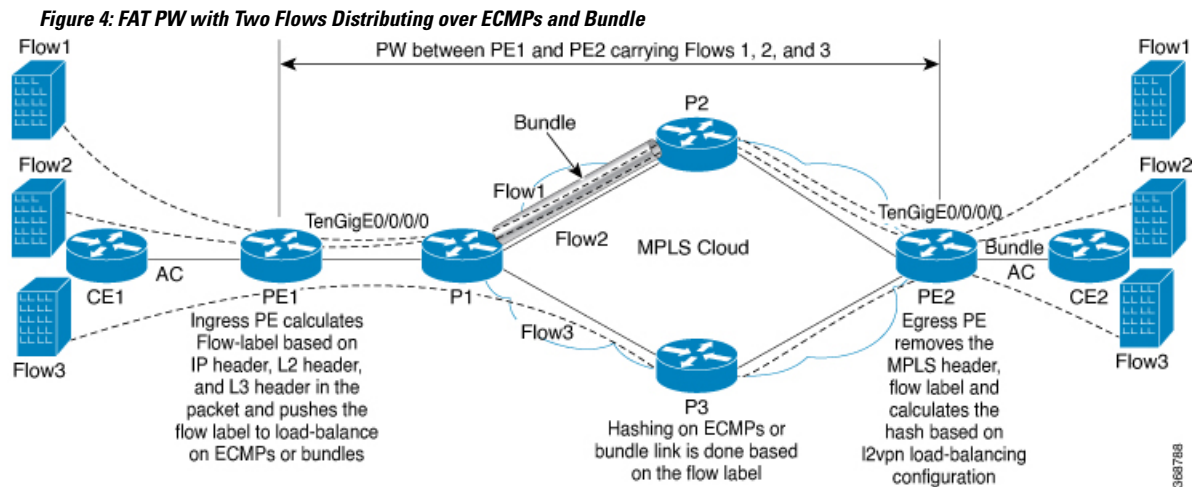 Figure 4: FAT PW with Two Flows Distributing over ECMPs and Bundle
Flow1
PW between PE1 and PE2 carrying Flows 1, 2, and 3
Flow1
P2
Bundle
Flow2
Flow1
Flow2
TenGigE0/0/0/0
TenGigE0/0/0/0
Flow2
MPLS Cloud
Bundle
AC
AC
CE1
PE1
P1
PE2
CE2
Flow3
Flow3
Flow3
Ingress PE calculates
Flow-label based on
IP header, L2 header,
and L3 header in the
packet and pushes the
flow label to load-balance
on ECMPs or bundles
P3
Hashing on ECMPs or
bundle link is done based
on the flow label
Egress PE
removes the
MPLS header,
flow label and
calculates the
hash based on
l2vpn load-balancing
configuration
368788